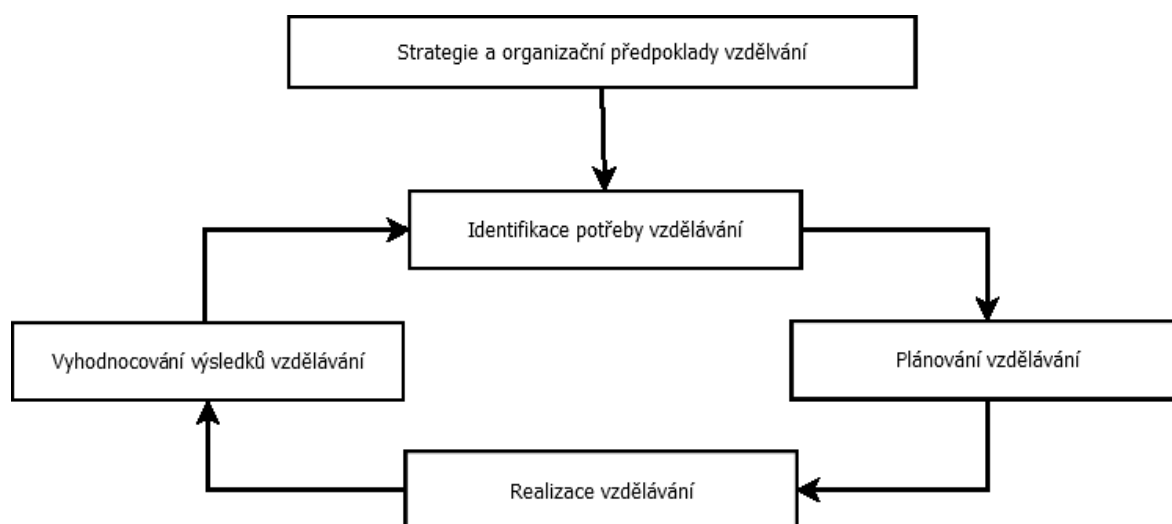 Strategie a organizační předpoklady vzdělvání
Identifikace potřeby vzdělávání
Vyhodnocování výsledků vzdělávání
Plánování vzdělávání
Realizace vzdělávání